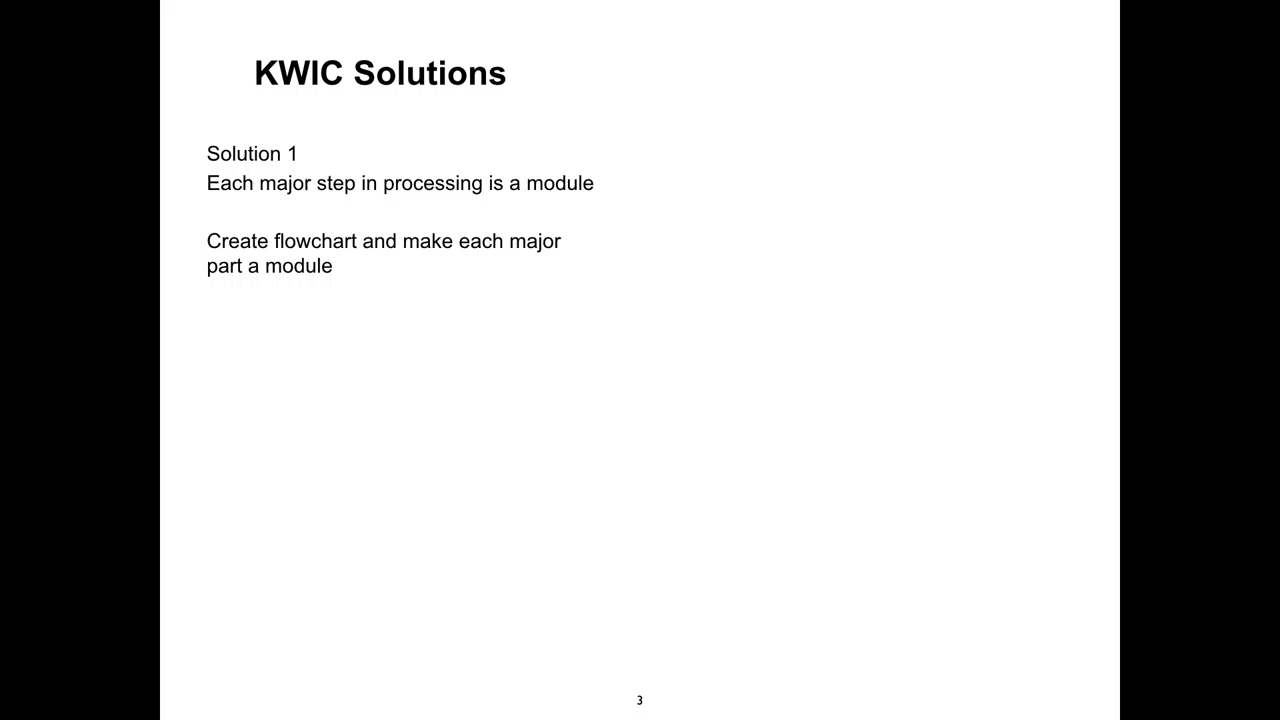 KWIC Solutions
Solution 1
Each major step in processing is a module
Create flowchart and make each major
part a module
3